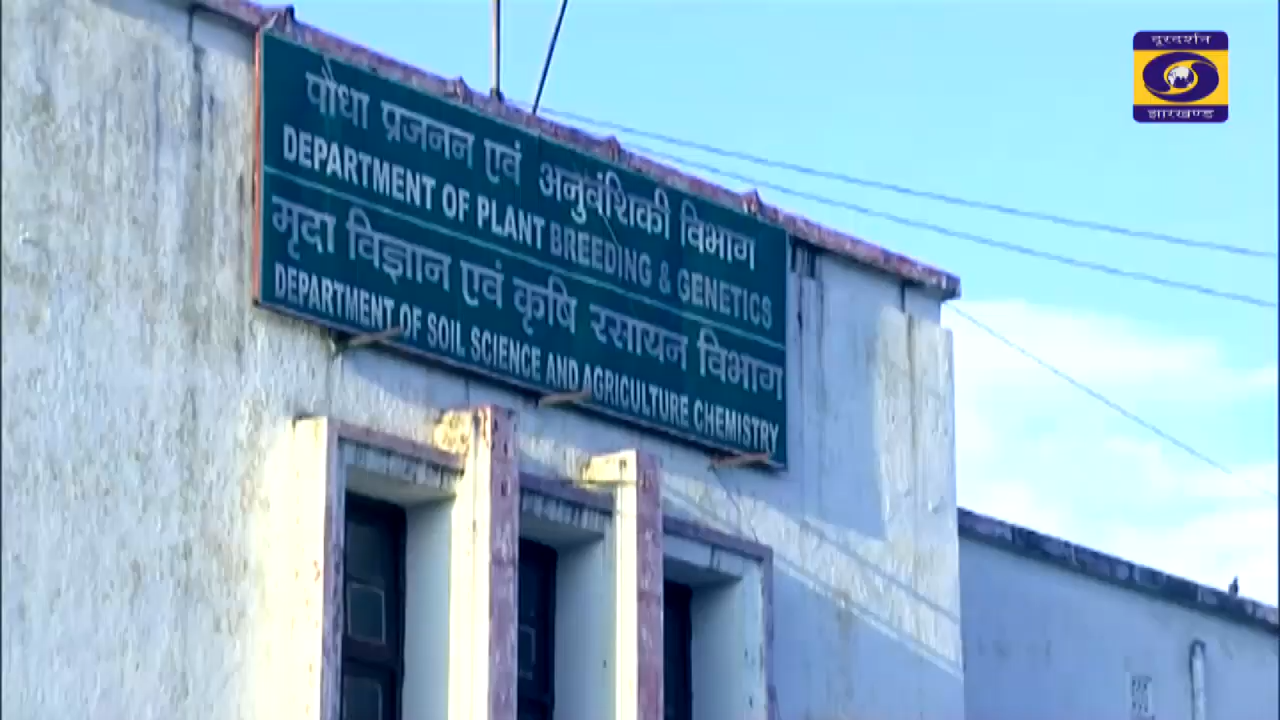 दूरदर्शन
झारखण्ड
पौधा प्रजनन एवं अनुवंशिकी विभाग
DEPARTMENT OF PLANT BREEDING & GENETICS
मृदा विज्ञान एवं कृषि रसायन विभाग
DEPARTMENT OF SOIL SCIENCE AND AGRICULTURE CHEMISTRY